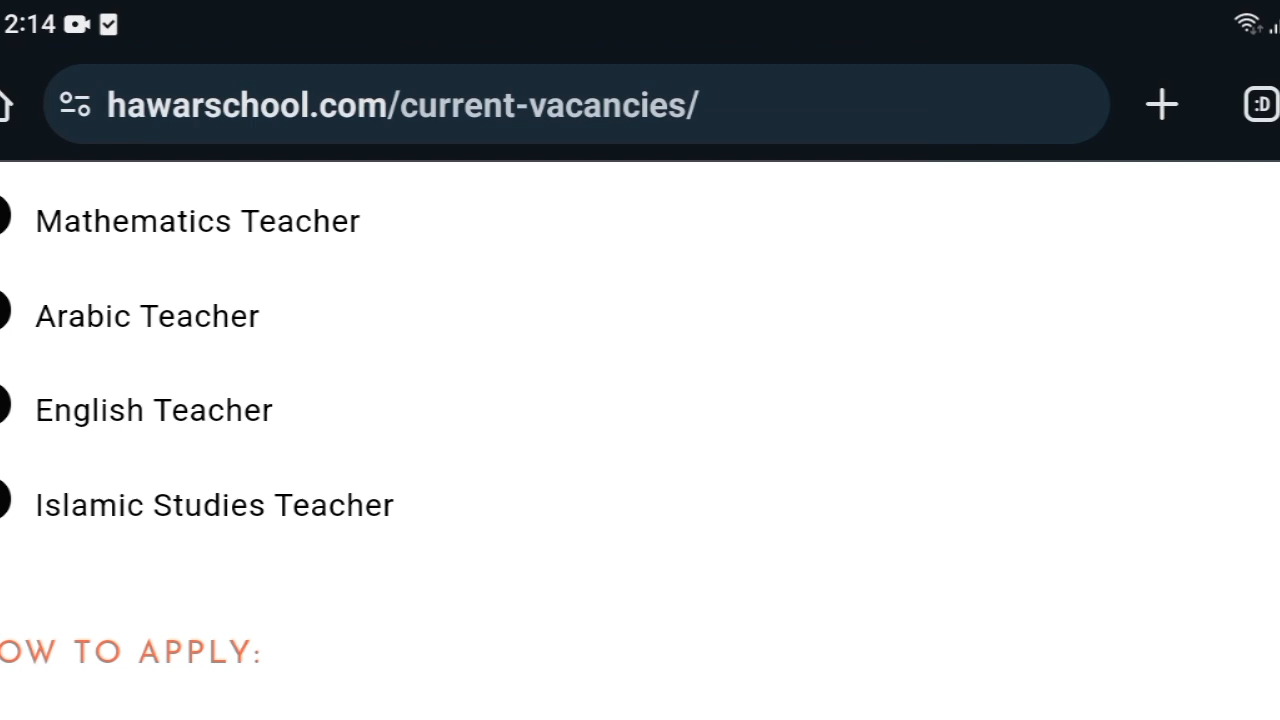 2:14
hawarschool.com/current-vacancies/
:D
Mathematics Teacher
Arabic Teacher
English Teacher
Islamic Studies Teacher
OW TO APPLY: